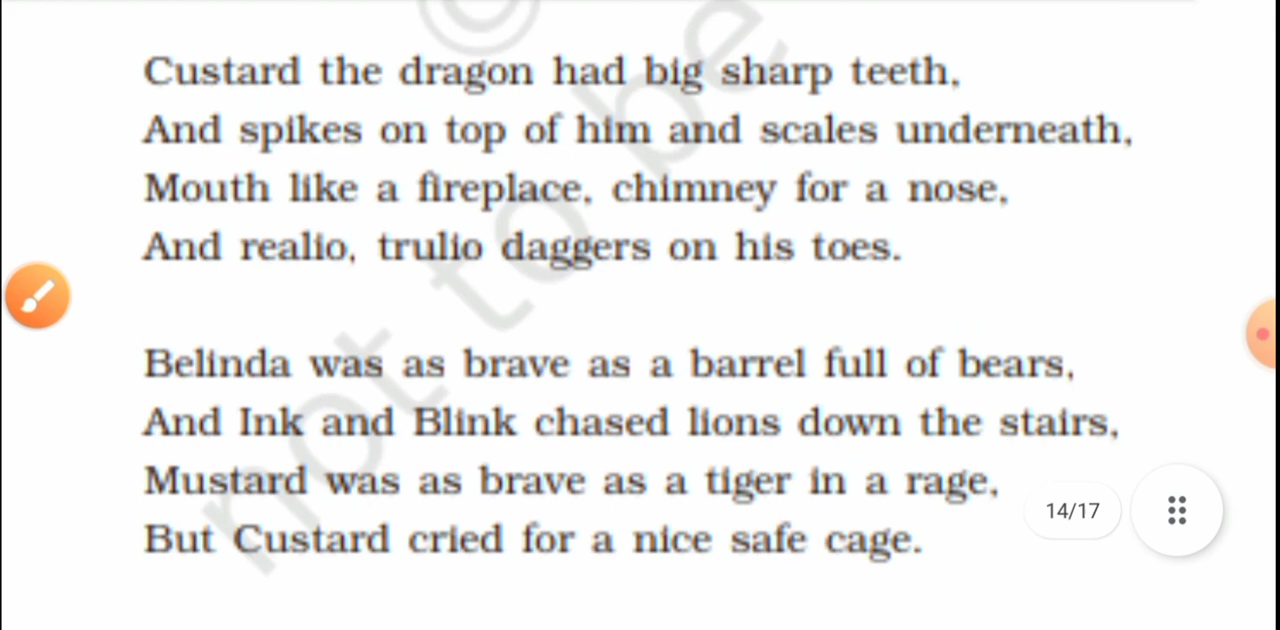 Custard the dragon had big sharp teeth,
And spikes on top of him and scales underneath,
Mouth like a fireplace, chimney for a nose,
And realio, trulio daggers on his toes.
Belinda was as brave as a barrel full of bears,
And Ink and Blink chased lions down the stairs,
Mustard was as brave as a tiger in a rage,
14/17
But Custard cried for a nice safe cage.
©
not to be